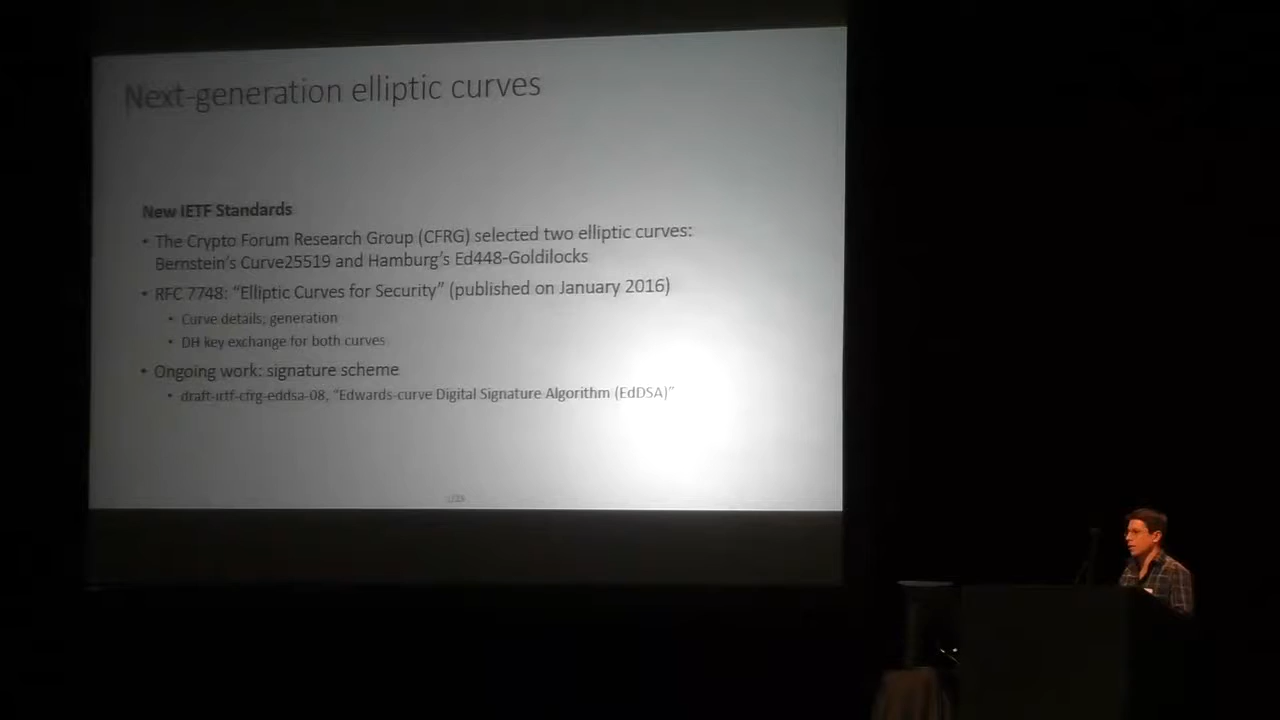 Next-generation elliptic curves
New IETF Standards
• The Crypto Forum Research Group (CFRG) selected two elliptic curves:
Bernstein's Curve25519 and Hamburg's Ed448-Goldilocks
• RFC 7748: "Elliptic Curves for Security" (published on January 2016)
• Curve details; generation
• DH key exchange for both curves
• Ongoing work: signature scheme
• draft-irtf-cfrg-eddsa-08, "Edwards-curve Digital Signature Algorithm (EdDSA)"